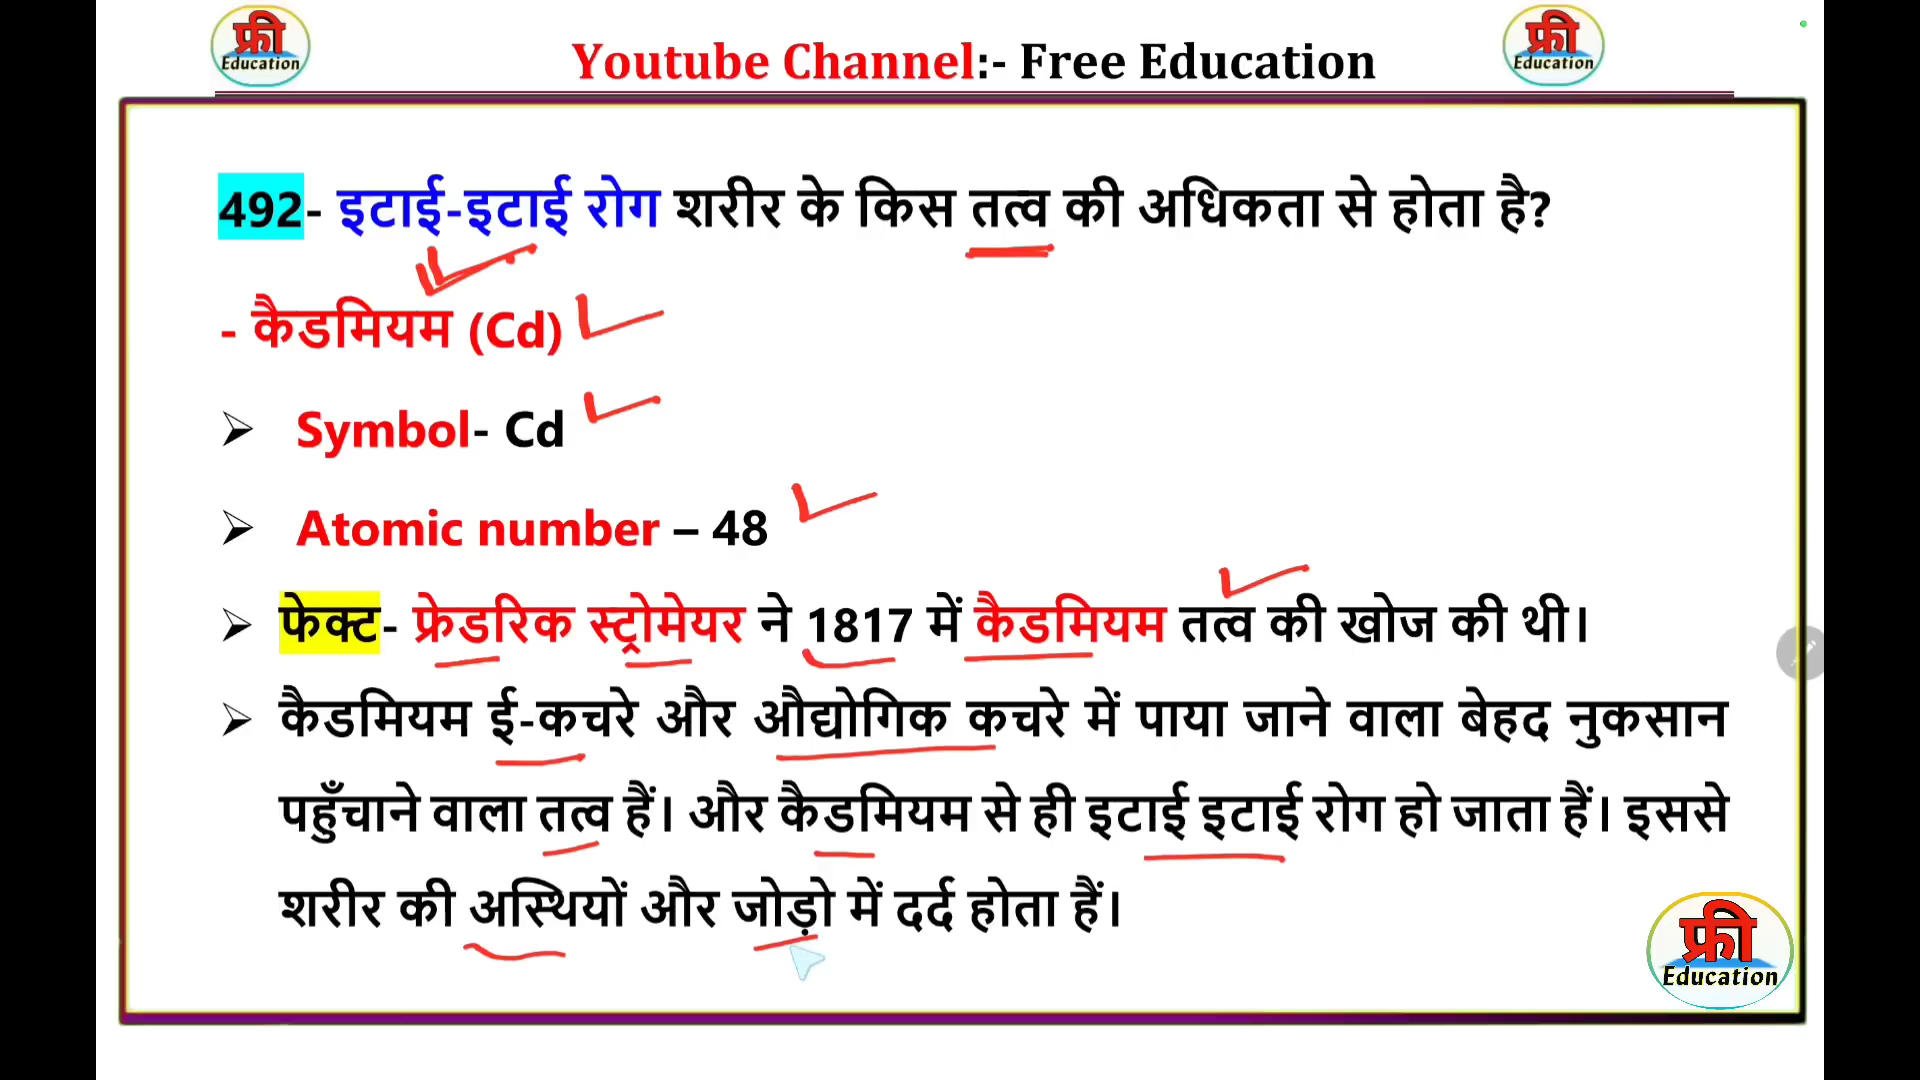 फ्री
Education
Youtube Channel:- Free Education
फ्री
Education
492- इटाई-इटाई रोग शरीर के किस तत्व की अधिकता से होता है?
- कैडमियम (Cd)
➢ Symbol- Cd
➢ Atomic number – 48
➢ फेक्ट- फ्रेडरिक स्ट्रोमेयर ने 1817 में कैडमियम तत्व की खोज की थी।
➢ कैडमियम ई-कचरे और औद्योगिक कचरे में पाया जाने वाला बेहद नुकसान
पहुँचाने वाला तत्व हैं। और कैडमियम से ही इटाई इटाई रोग हो जाता हैं। इससे
शरीर की अस्थियों और जोड़ो में दर्द होता हैं।
फ्री
Education